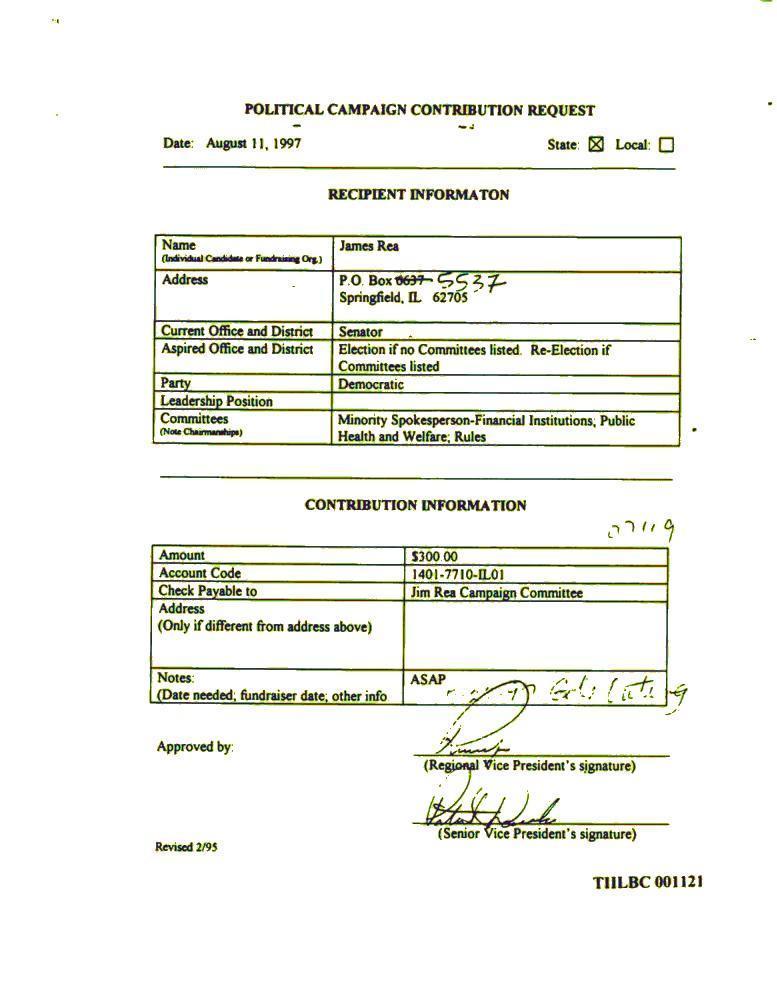 POLITICAL CAMPAIGN CONTRIBUTION REQUEST
Date: August 11, 1997 State: ☒ Local: ☐
RECIPIENT INFORMATON
Name James Rea
(Individual Candidate or Fundraising Org.)
Address P.O. Box 0637 5537
Springfield, IL 62705
Current Office and District Senator
Aspired Office and District Election if no Committees listed. Re-Election if
Committees listed
Party Democratic
Leadership Position
Committees Minority Spokesperson-Financial Institutions; Public
(Note Chairmanships) Health and Welfare; Rules
CONTRIBUTION INFORMATION
07119
Amount $300.00
Account Code 1401-7710-IL01
Check Payable to Jim Rea Campaign Committee
Address
(Only if different from address above)
Notes: ASAP
(Date needed; fundraiser date; other info
Approved by:
(Regional Vice President's signature)
(Senior Vice President's signature)
Revised 2/95
TIILBC 001121